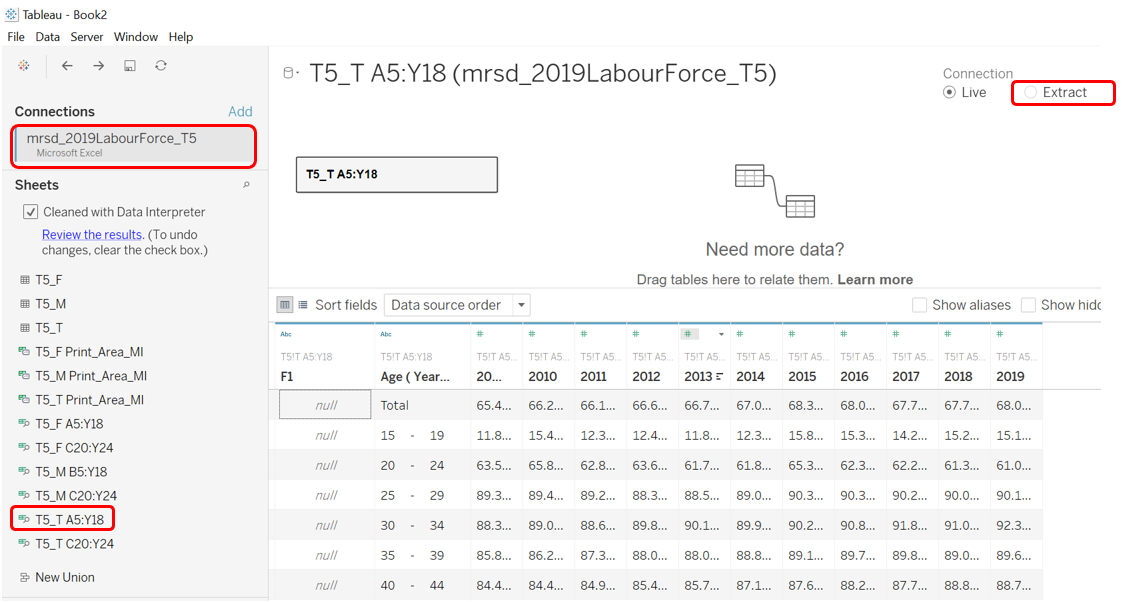 Tableau - Book2
File Data Server Window Help
Connections Add
mrsd_2019LabourForce_T5
Microsoft Excel
Sheets
Cleaned with Data Interpreter
Review the results. (To undo
changes, clear the check box.)
T5_F
T5_M
T5_T
T5_F Print_Area_MI
T5_M Print_Area_MI
T5_T Print_Area_MI
T5_F A5:Y18
T5_F C20:Y24
T5_M B5:Y18
T5_M C20:Y24
T5_T A5:Y18
T5_T C20:Y24
New Union
T5_T A5:Y18 (mrsd_2019LabourForce_T5)
Connection
Live Extract
T5_T A5:Y18
Need more data?
Drag tables here to relate them. Learn more
Sort fields Data source order Show aliases Show hidd
Abc Abc # # # # # # # # # # #
T5!T A5:Y18 T5!T A5:Y18 T5!T A5... T5!T A5... T5!T A5... T5!T A5... T5!T A5... T5!T A5... T5!T A5... T5!T A5... T5!T A5... T5!T A5... T5!T A5...
F1 Age ( Year... 20... 2010 2011 2012 2013 2014 2015 2016 2017 2018 2019
null Total 65.4... 66.2... 66.1... 66.6... 66.7... 67.0... 68.3... 68.0... 67.7... 67.7... 68.0...
null 15 - 19 11.8... 15.4... 12.3... 12.4... 11.8... 12.3... 15.8... 15.3... 14.2... 15.2... 15.1...
null 20 - 24 63.5... 65.8... 62.8... 63.6... 61.7... 61.8... 65.3... 62.3... 62.2... 61.3... 61.0...
null 25 - 29 89.3... 89.4... 89.2... 88.3... 88.5... 89.0... 90.3... 90.3... 90.2... 90.0... 90.1...
null 30 - 34 88.3... 89.0... 88.6... 89.8... 90.1... 89.9... 90.2... 90.8... 91.8... 91.0... 92.3...
null 35 - 39 85.8... 86.2... 87.3... 88.0... 88.0... 88.8... 89.1... 89.7... 89.8... 89.0... 89.6...
null 40 - 44 84.4... 84.4... 84.9... 85.4... 85.7... 87.1... 87.6... 88.2... 87.7... 88.8... 88.7...